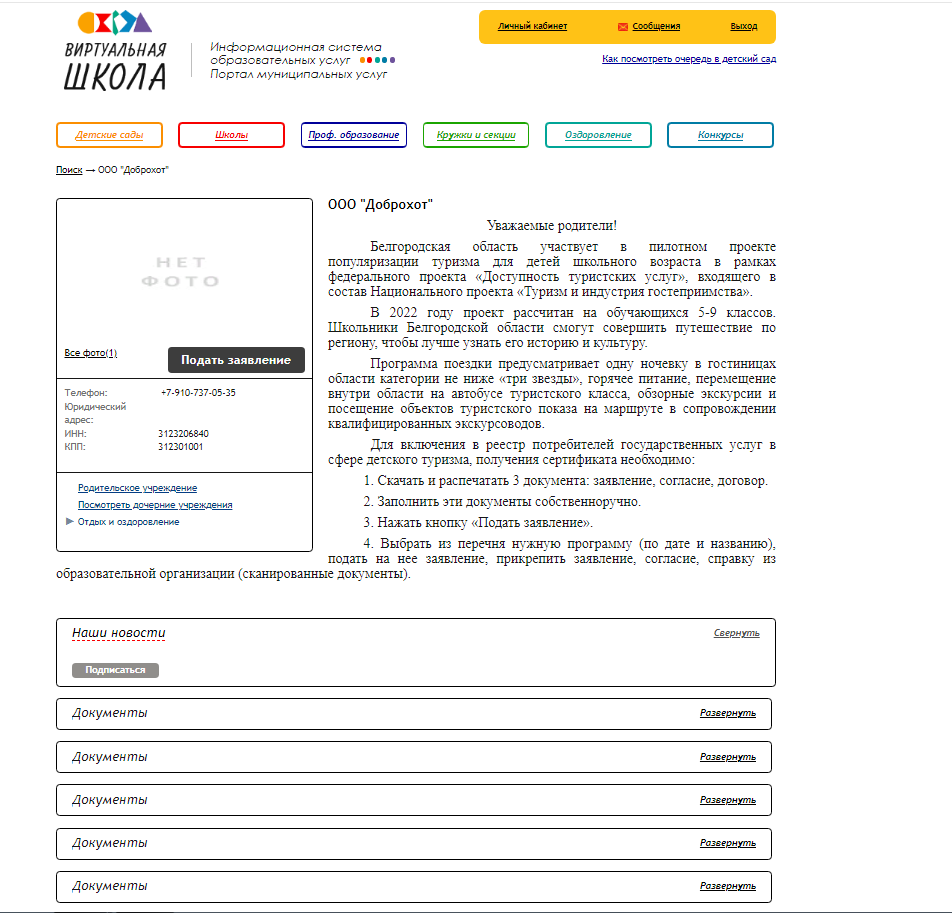 Личный кабинет Сообщения Выход
ВИРТУАЛЬНАЯ
ШКОЛА
Информационная система
образовательных услуг
Портал муниципальных услуг
Как посмотреть очередь в детский сад
Детские сады Школы Проф. образование Кружки и секции Оздоровление Конкурсы
Поиск → ООО "Доброхот"
НЕТ
ФОТО
Все фото(1)
Подать заявление
Телефон: +7-910-737-05-35
Юридический
адрес:
ИНН: 3123206840
КПП: 312301001
Родительское учреждение
Посмотреть дочерние учреждения
Отдых и оздоровление
ООО "Доброхот"
Уважаемые родители!
Белгородская область участвует в пилотном проекте
популяризации туризма для детей школьного возраста в рамках
федерального проекта «Доступность туристских услуг», входящего в
состав Национального проекта «Туризм и индустрия гостеприимства».
В 2022 году проект рассчитан на обучающихся 5-9 классов.
Школьники Белгородской области смогут совершить путешествие по
региону, чтобы лучше узнать его историю и культуру.
Программа поездки предусматривает одну ночевку в гостиницах
области категории не ниже «три звезды», горячее питание, перемещение
внутри области на автобусе туристского класса, обзорные экскурсии и
посещение объектов туристского показа на маршруте в сопровождении
квалифицированных экскурсоводов.
Для включения в реестр потребителей государственных услуг в
сфере детского туризма, получения сертификата необходимо:
1. Скачать и распечатать 3 документа: заявление, согласие, договор.
2. Заполнить эти документы собственноручно.
3. Нажать кнопку «Подать заявление».
4. Выбрать из перечня нужную программу (по дате и названию),
подать на нее заявление, прикрепить заявление, согласие, справку из
образовательной организации (сканированные документы).
Наши новости Свернуть
Подписаться
Документы Развернуть
Документы Развернуть
Документы Развернуть
Документы Развернуть
Документы Развернуть